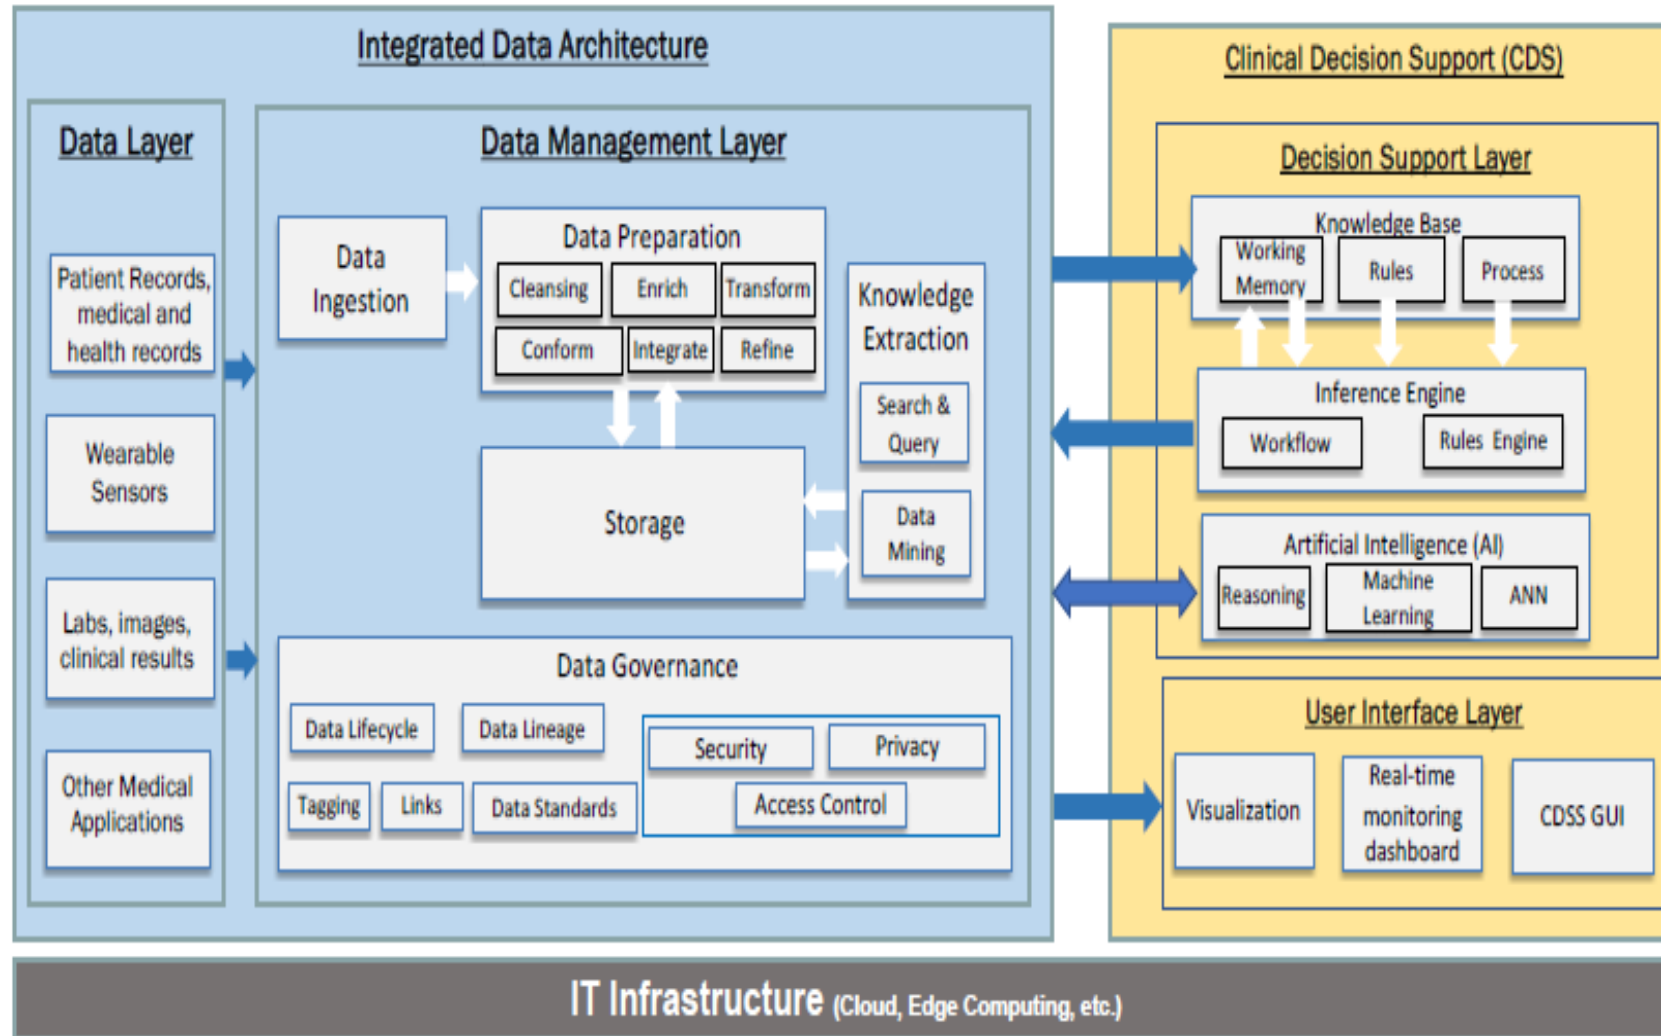 Integrated Data Architecture
Data Layer
Patient Records,
medical and
health records
Wearable
Sensors
Labs, images,
clinical results
Other Medical
Applications
Data Management Layer
Data
Ingestion
Data Preparation
Cleansing
Enrich
Transform
Conform
Integrate
Refine
Storage
Knowledge
Extraction
Search &
Query
Data
Mining
Data Governance
Data Lifecycle
Data Lineage
Tagging
Links
Data Standards
Security
Privacy
Access Control
Clinical Decision Support (CDS)
Decision Support Layer
Knowledge Base
Working
Memory
Rules
Process
Inference Engine
Workflow
Rules Engine
Artificial Intelligence (AI)
Reasoning
Machine
Learning
ANN
User Interface Layer
Visualization
Real-time
monitoring
dashboard
CDSS GUI
IT Infrastructure (Cloud, Edge Computing, etc.)